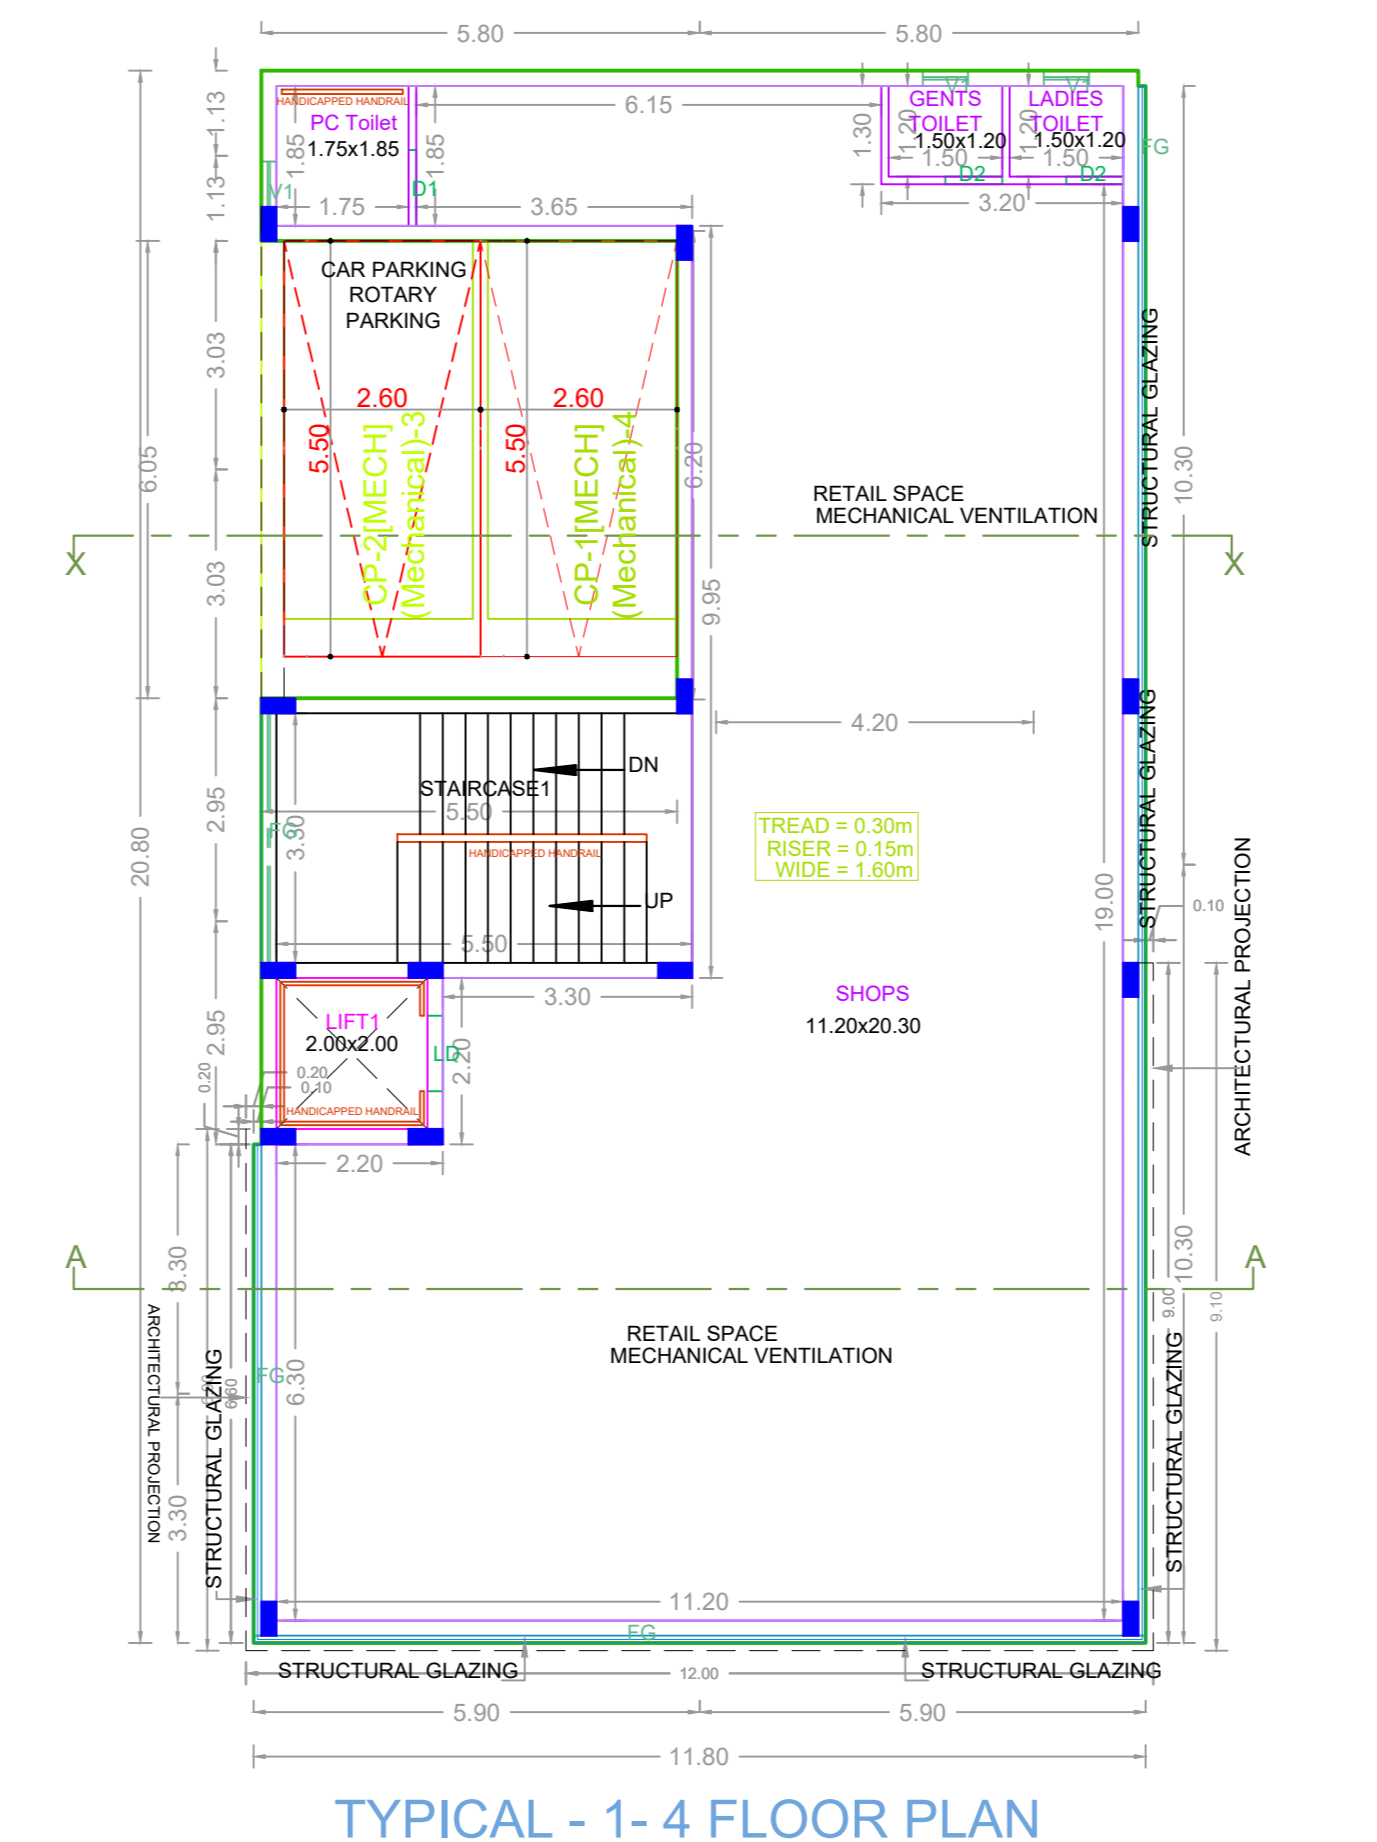 5.80
5.80
1.13
1.13
HANDICAPPED HANDRAIL
PC Toilet
1.75x1.85
1.85
1.85
V1
D1
1.75
3.65
6.15
1.30
V1
V1
GENTS
TOILET
1.20
1.50x1.20
1.50
D2
LADIES
TOILET
1.20
1.50x1.20
1.50
D2
3.20
FG
CAR PARKING
ROTARY
PARKING
2.60
2.60
5.50
5.50
CP-2[MECH]
(Mechanical)-3
CP-1[MECH]
(Mechanical)-4
3.03
6.05
3.03
6.20
9.95
RETAIL SPACE
MECHANICAL VENTILATION
STRUCTURAL GLAZING
10.30
X
X
4.20
STRUCTURAL GLAZING
DN
STAIRCASE1
5.50
HANDICAPPED HANDRAIL
UP
5.50
FG
3.30
2.95
20.80
TREAD = 0.30m
RISER = 0.15m
WIDE = 1.60m
19.00
0.10
ARCHITECTURAL PROJECTION
3.30
SHOPS
11.20x20.30
LIFT1
2.00x2.00
LD
2.20
HANDICAPPED HANDRAIL
2.95
0.20
0.20
0.10
2.20
A
A
3.30
10.30
9.00
9.10
ARCHITECTURAL PROJECTION
STRUCTURAL GLAZING
FG
6.60
6.30
RETAIL SPACE
MECHANICAL VENTILATION
STRUCTURAL GLAZING
3.30
11.20
FG
STRUCTURAL GLAZING
12.00
STRUCTURAL GLAZING
5.90
5.90
11.80
TYPICAL - 1- 4 FLOOR PLAN